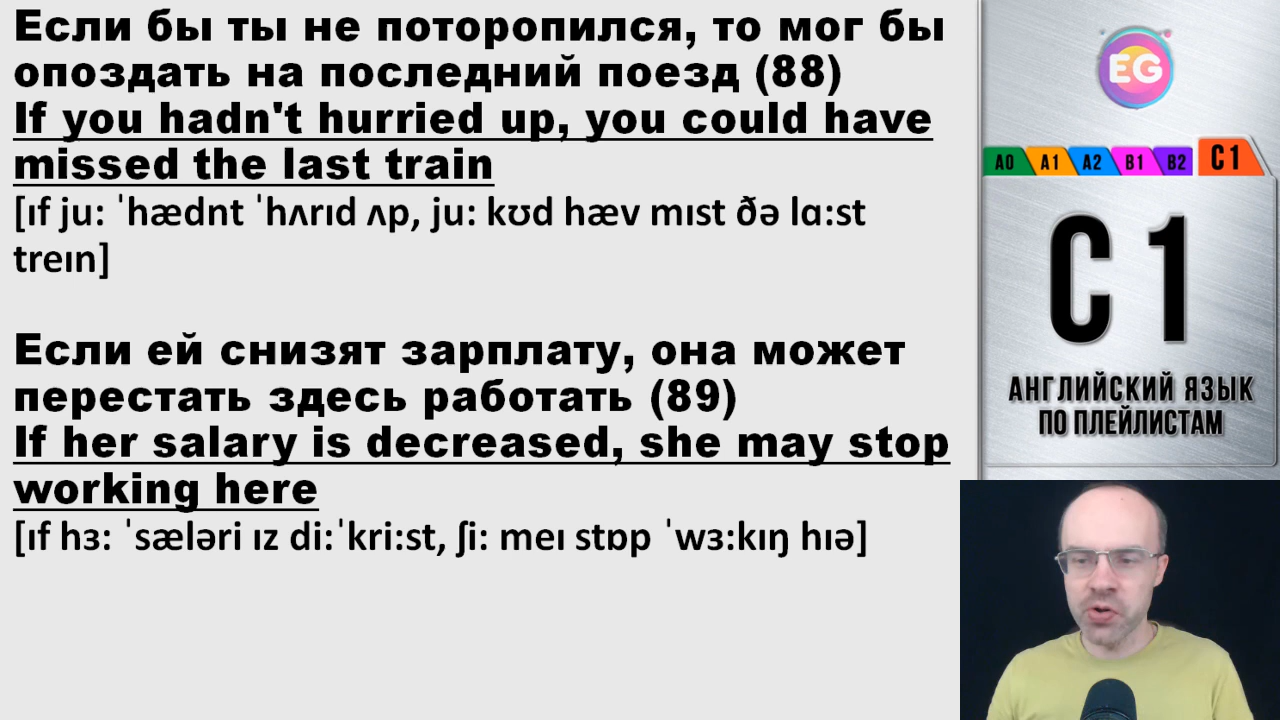 Если бы ты не поторопился, то мог бы
опоздать на последний поезд (88)
If you hadn't hurried up, you could have
missed the last train
[ɪf ju: ˈhædnt ˈhʌrɪd ʌp, ju: kʊd hæv mɪst ðə lɑ:st
treɪn]
Если ей снизят зарплату, она может
перестать здесь работать (89)
If her salary is decreased, she may stop
working here
[ɪf hɜ: ˈsæləri ɪz di:ˈkri:st, ʃi: meɪ stɒp ˈwɜ:kɪŋ hɪə]
EG
A0 A1 A2 B1 B2 C1
C1
АНГЛИЙСКИЙ ЯЗЫК
ПО ПЛЕЙЛИСТАМ